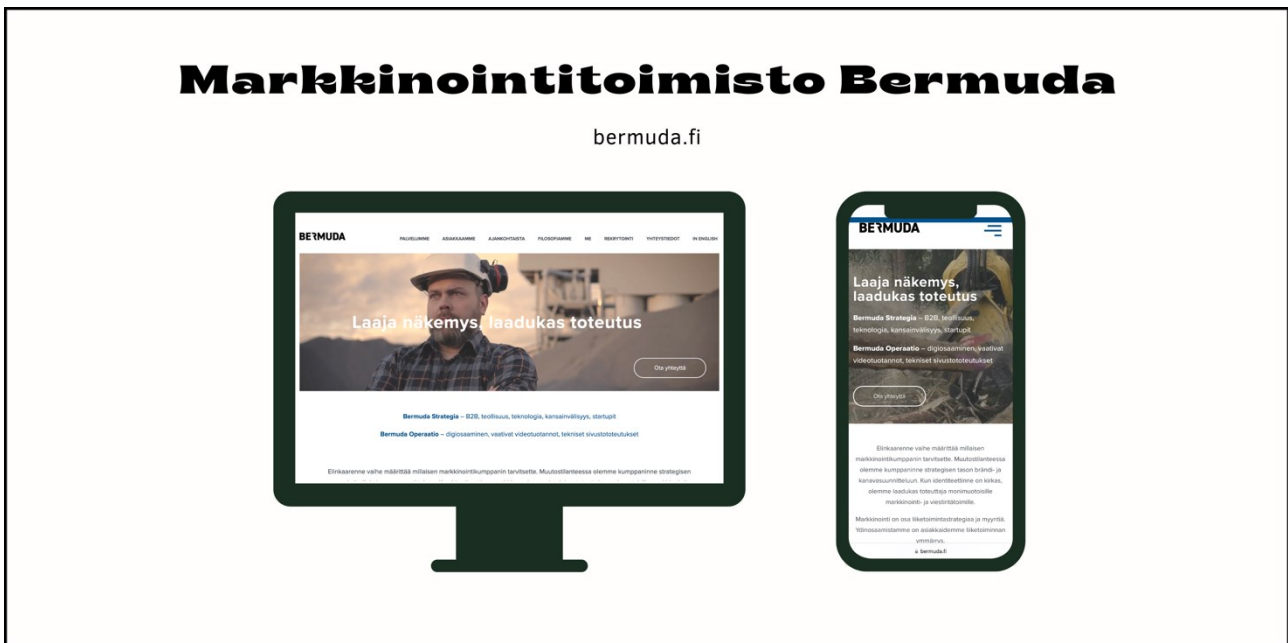 Markkinointitoimisto Bermuda
bermuda.fi
BERMUDA
PALVELUMME ASIAKKAAMME AJANKOHTAISTA FILOSOFIAMME ME REKRYTOINTI YHTEYSTIEDOT IN ENGLISH
Laaja näkemys, laadukas toteutus
Ota yhteyttä
Bermuda Strategia – B2B, teollisuus, teknologia, kansainvälisyys, startupit
Bermuda Operaatio – digiosaaminen, vaativat videotuotannot, tekniset sivustototeutukset
Elinkaarenne vaihe määrittää millaisen markkinointikumppanin tarvitsette. Muutostilanteessa olemme kumppaninne strategisen
BERMUDA
Laaja näkemys,
laadukas toteutus
Bermuda Strategia – B2B, teollisuus,
teknologia, kansainvälisyys, startupit
Bermuda Operaatio – digiosaaminen, vaativat
videotuotannot, tekniset sivustototeutukset
Ota yhteyttä
Elinkaarenne vaihe määrittää millaisen
markkinointikumppanin tarvitsette. Muutostilanteessa
olemme kumppaninne strategisen tason brändi- ja
kanavasuunnitteluun. Kun identiteettinne on kirkas,
olemme laadukas toteuttaja monimuotoisille
markkinointi- ja viestintätoimille.
Markkinointi on osa liiketoimintastrategiaa ja myyntiä.
Ydinosaamistamme on asiakkaidemme liiketoiminnan
ymmärrys.
bermuda.fi